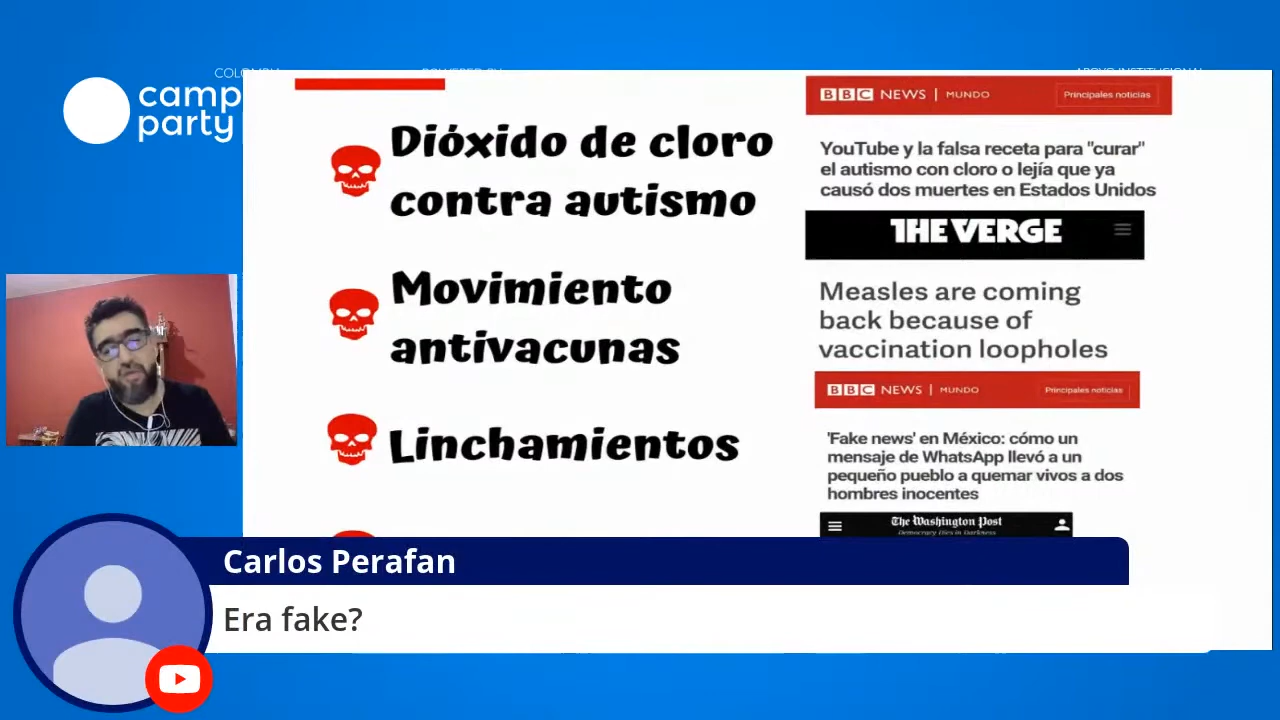 camp
party
Dióxido de cloro
contra autismo
Movimiento
antivacunas
Linchamientos
BBC NEWS | MUNDO
Principales noticias
YouTube y la falsa receta para "curar"
el autismo con cloro o lejía que ya
causó dos muertes en Estados Unidos
THE VERGE
Measles are coming
back because of
vaccination loopholes
BBC NEWS | MUNDO
Principales noticias
'Fake news' en México: cómo un
mensaje de WhatsApp llevó a un
pequeño pueblo a quemar vivos a dos
hombres inocentes
The Washington Post
Democracy Dies in Darkness
Carlos Perafan
Era fake?